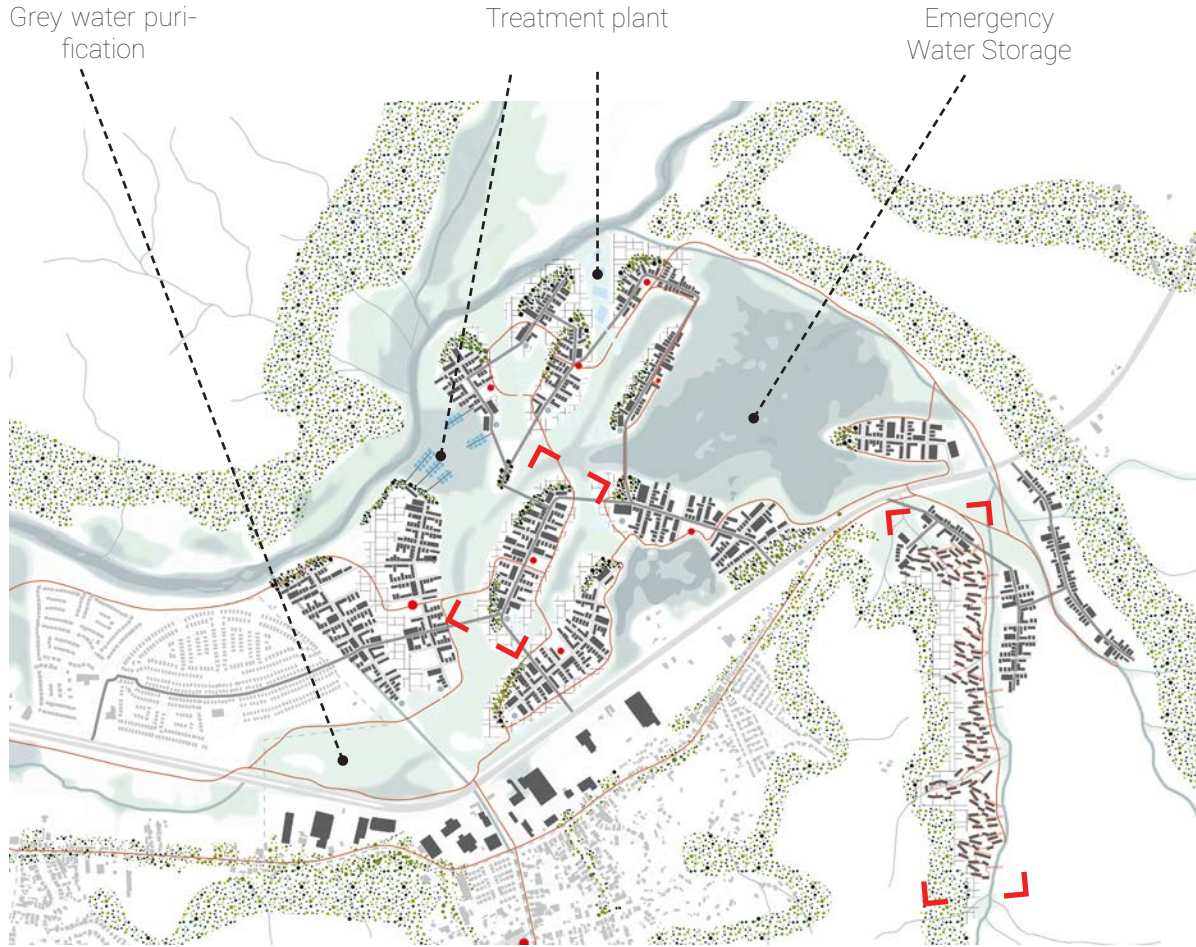 Grey water puri-
fication
Treatment plant
Emergency
Water Storage